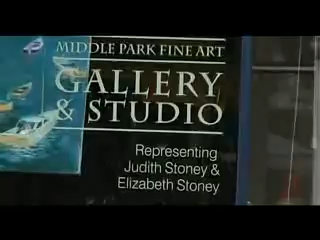 MIDDLE PARK FINE ART
GALLERY
& STUDIO
Representing
Judith Stoney &
Elizabeth Stoney